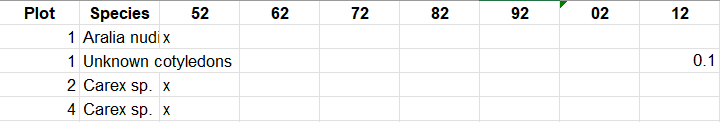 Plot Species 52 62 72 82 92 02 12
1 Aralia nudi x
1 Unknown cotyledons 0.1
2 Carex sp. x
4 Carex sp. x